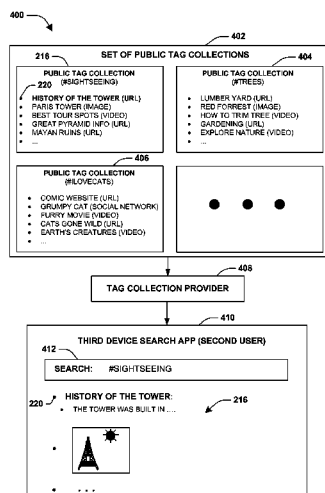 400
402
SET OF PUBLIC TAG COLLECTIONS
216
PUBLIC TAG COLLECTION
(#SIGHTSEEING)
220
• HISTORY OF THE TOWER (URL)
• PARIS TOWER (IMAGE)
• BEST TOUR SPOTS (VIDEO)
• GREAT PYRAMID INFO (URL)
• MAYAN RUINS (URL)
• ...
404
PUBLIC TAG COLLECTION
(#TREES)
• LUMBER YARD (URL)
• RED FORREST (IMAGE)
• HOW TO TRIM TREE (VIDEO)
• GARDENING (URL)
• EXPLORE NATURE (VIDEO)
• ...
406
PUBLIC TAG COLLECTION
(#ILOVECATS)
• COMIC WEBSITE (URL)
• GRUMPY CAT (SOCIAL NETWORK)
• FURRY MOVIE (VIDEO)
• CATS GONE WILD (URL)
• EARTH'S CREATURES (VIDEO)
• ...
408
TAG COLLECTION PROVIDER
410
THIRD DEVICE SEARCH APP (SECOND USER)
412
SEARCH: #SIGHTSEEING
220
• HISTORY OF THE TOWER:
• THE TOWER WAS BUILT IN ....
216
• ...